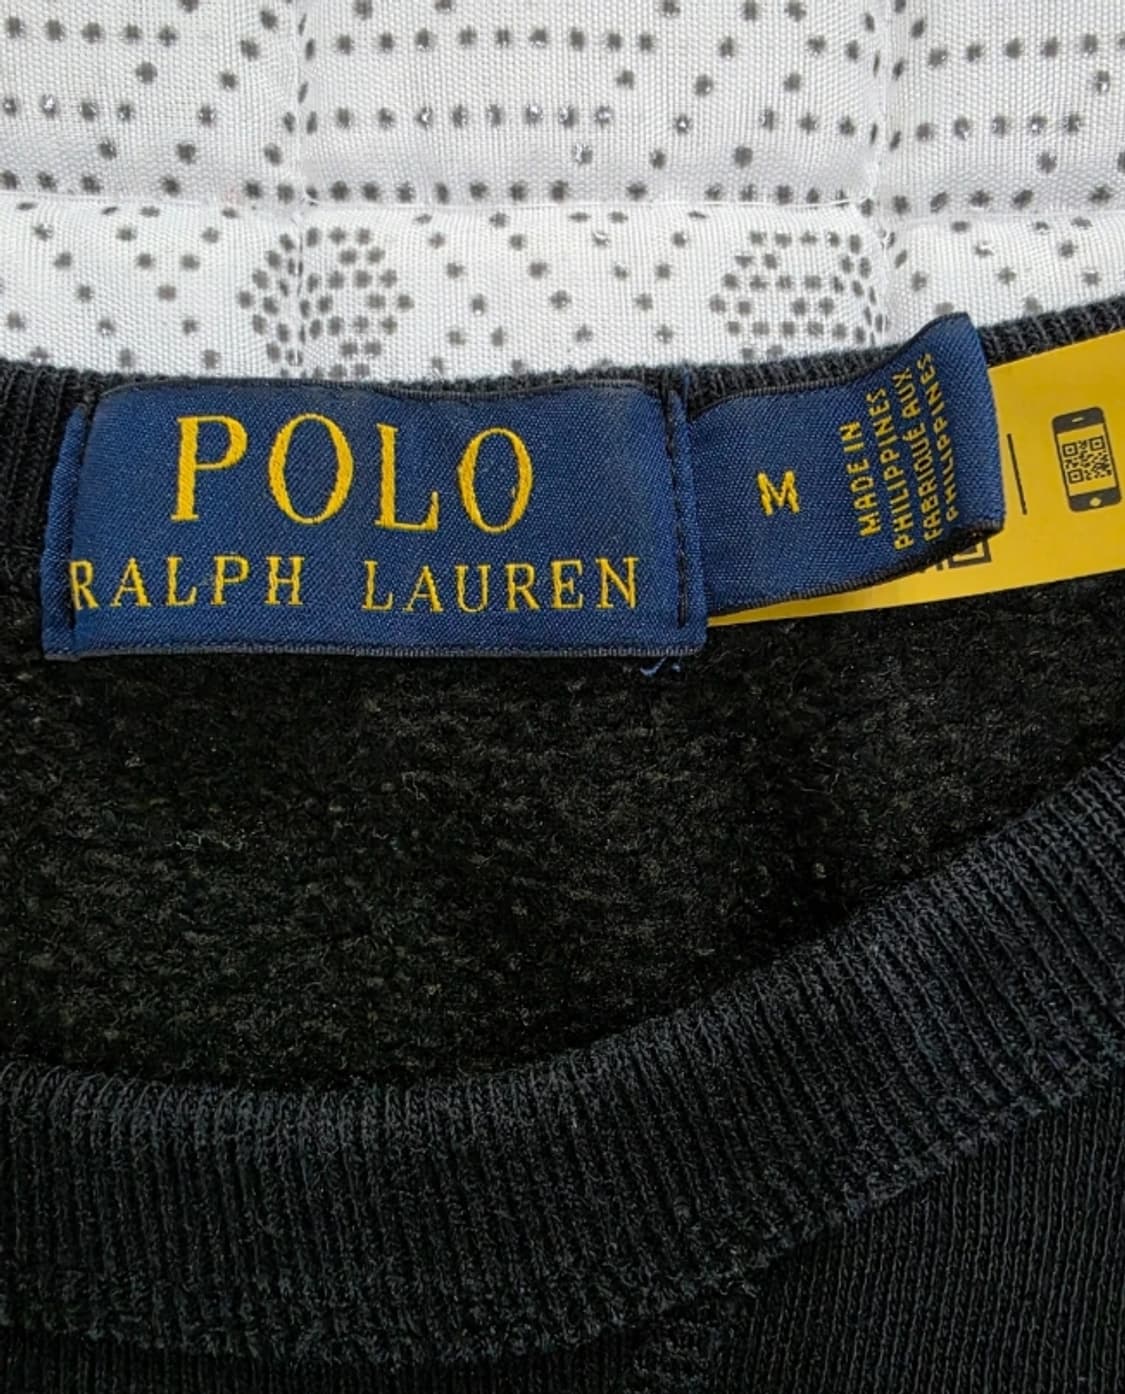 POLO
RALPH LAUREN
M
MADE IN
PHILIPPINES
FABRIQUÉ AUX
PHILIPPINES